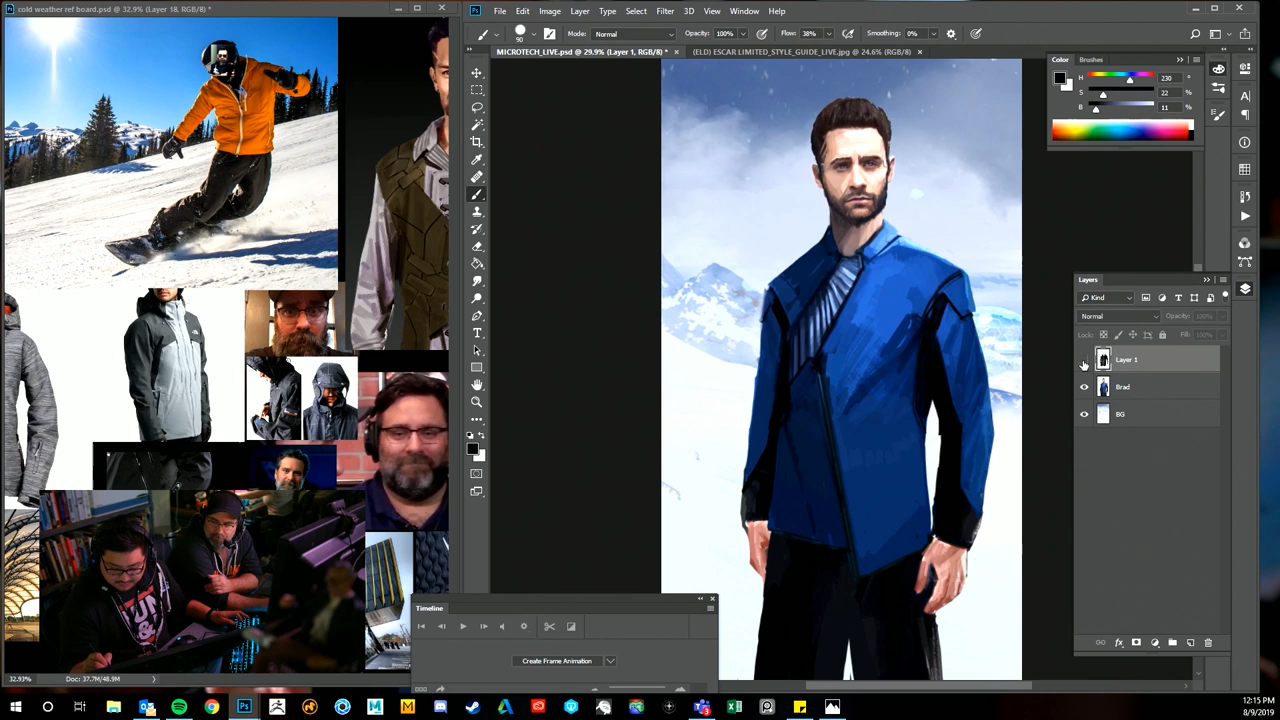 cold weather ref board.psd @ 32.9% (Layer 18, RGB/8) *
File Edit Image Layer Type Select Filter 3D View Window Help
90 Mode: Normal Opacity: 100% Flow: 38% Smoothing: 0%
MICROTECH_LIVE.psd @ 29.9% (Layer 1, RGB/8) *
(ELD) ESCAR LIMITED_STYLE_GUIDE_LIVE.jpg @ 24.6% (RGB/8)
Color Brushes
H 230
S 22 %
B 11 %
Layers
Kind
Normal Opacity: 100%
Lock: Fill: 100%
Layer 1
Brad
BG
Timeline
Create Frame Animation
32.93% Doc: 37.7M/48.9M
12:15 PM
8/9/2019